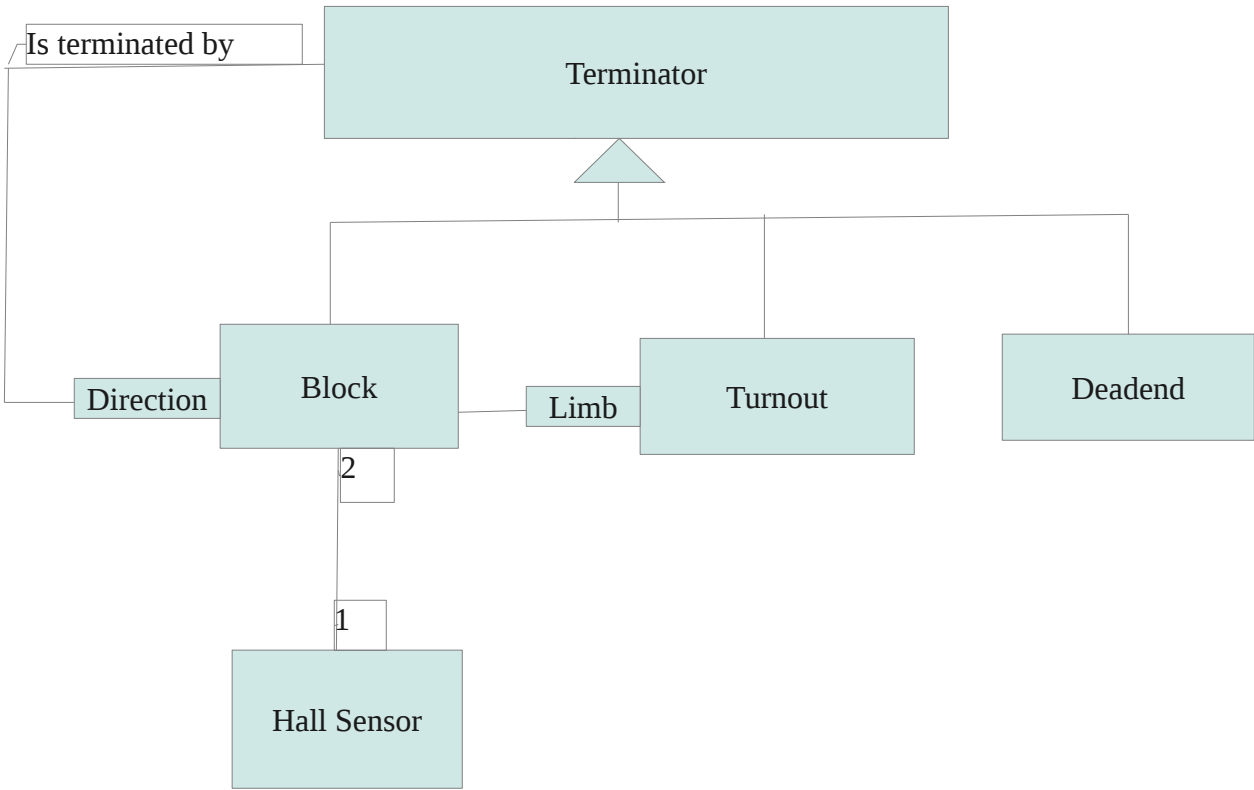 Is terminated by
Terminator
Direction
Block
Limb
Turnout
Deadend
2
1
Hall Sensor